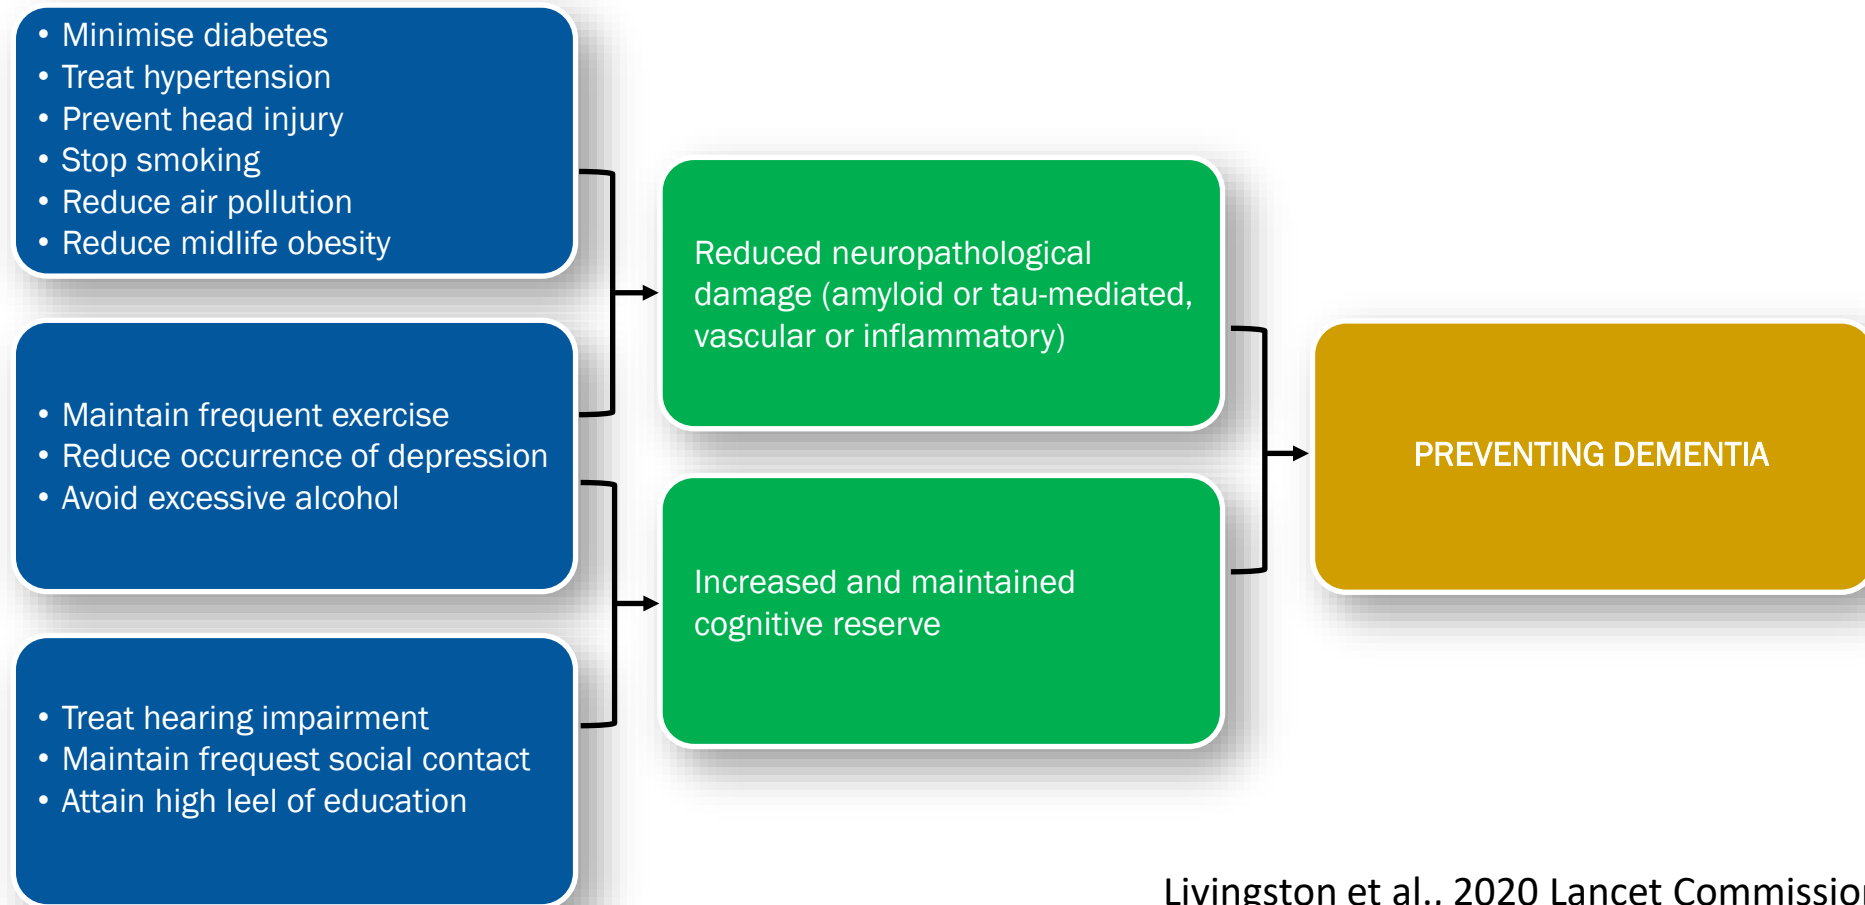 • Minimise diabetes
• Treat hypertension
• Prevent head injury
• Stop smoking
• Reduce air pollution
• Reduce midlife obesity
• Maintain frequent exercise
• Reduce occurrence of depression
• Avoid excessive alcohol
• Treat hearing impairment
• Maintain frequest social contact
• Attain high leel of education
Reduced neuropathological
damage (amyloid or tau-mediated,
vascular or inflammatory)
Increased and maintained
cognitive reserve
PREVENTING DEMENTIA
Livingston et al., 2020 Lancet Commission